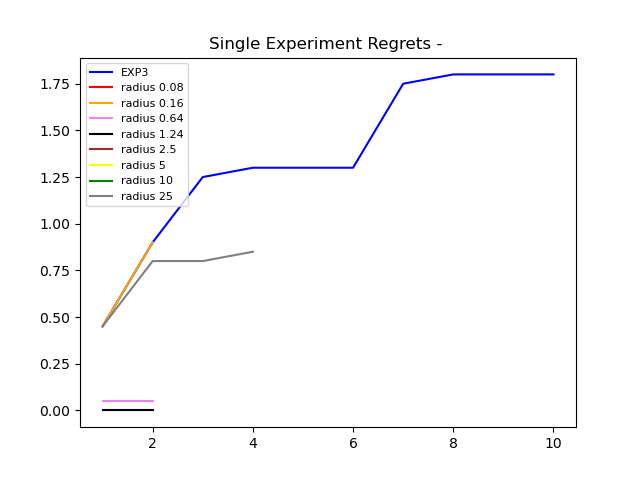 Single Experiment Regrets -
EXP3
radius 0.08
radius 0.16
radius 0.64
radius 1.24
radius 2.5
radius 5
radius 10
radius 25
1.75
1.50
1.25
1.00
0.75
0.50
0.25
0.00
2 4 6 8 10